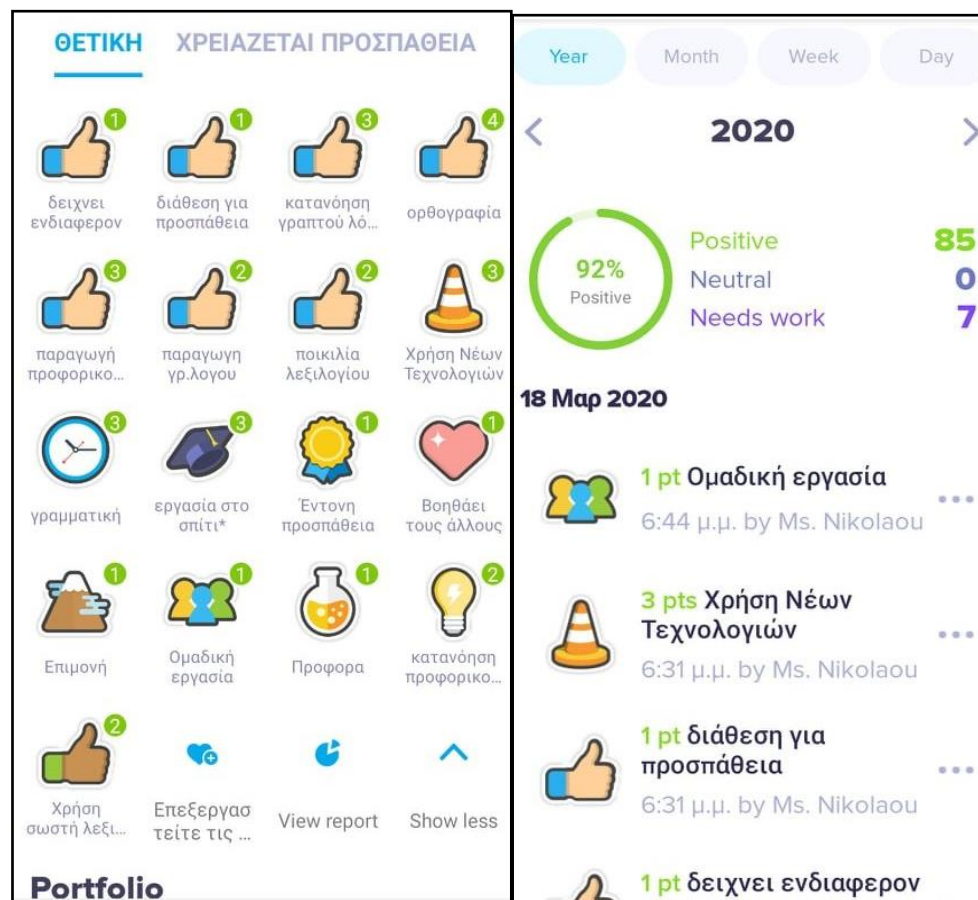 ΘΕΤΙΚΗ ΧΡΕΙΑΖΕΤΑΙ ΠΡΟΣΠΑΘΕΙΑ
1 1 3 4
δειχνει ενδιαφερον
διάθεση για προσπάθεια
κατανόηση γραπτού λό...
ορθογραφία
3 2 2 3
παραγωγή προφορικο...
παραγωγη γρ.λογου
ποικιλία λεξιλογίου
Χρήση Νέων Τεχνολογιών
3 3 1 1
γραμματική
εργασία στο σπίτι*
Έντονη προσπάθεια
Βοηθάει τους άλλους
1 1 1 2
Επιμονή
Ομαδική εργασία
Προφορα
κατανόηση προφορικο...
2
Χρήση σωστή λεξι...
Επεξεργασ τείτε τις ...
View report
Show less
Portfolio
Year Month Week Day
2020
92%
Positive
Positive 85
Neutral 0
Needs work 7
18 Μαρ 2020
1 pt Ομαδική εργασία
6:44 μ.μ. by Ms. Nikolaou
3 pts Χρήση Νέων
Τεχνολογιών
6:31 μ.μ. by Ms. Nikolaou
1 pt διάθεση για
προσπάθεια
6:31 μ.μ. by Ms. Nikolaou
1 pt δειχνει ενδιαφερον